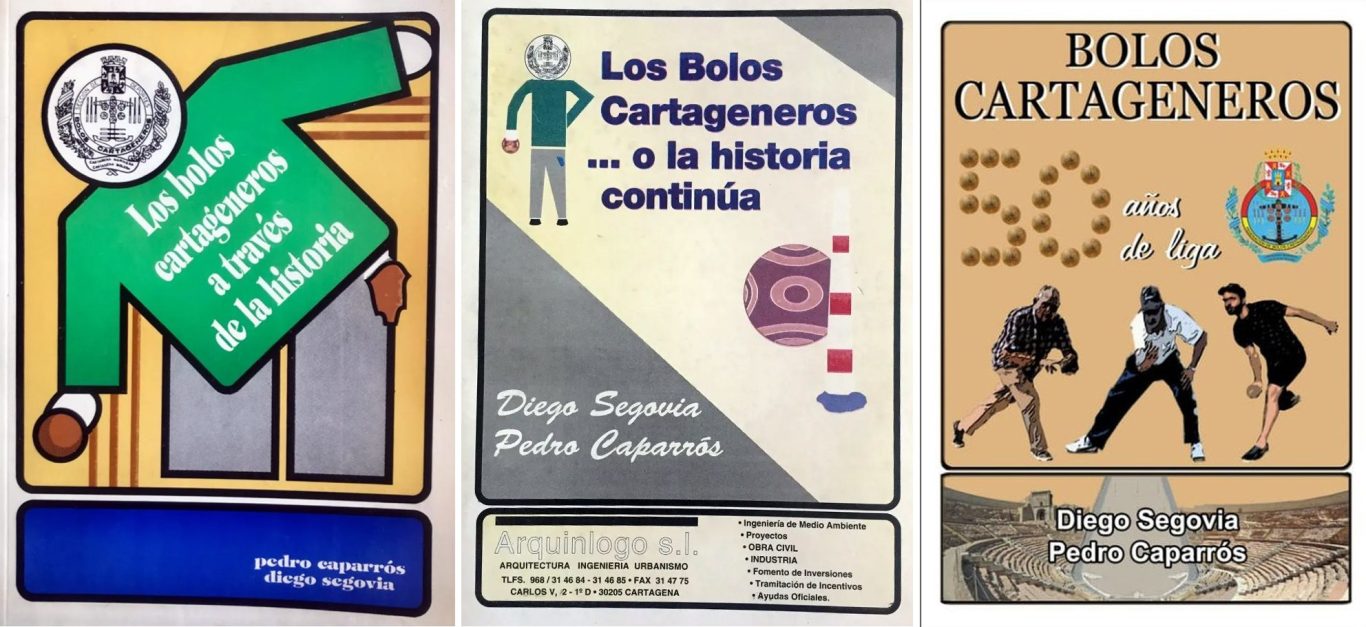 BOLOS
CARTAGENEROS
Los bolos
cartageneros
a través
de la historia
pedro caparrós
diego segovia
Los Bolos
Cartageneros
... o la historia
continúa
Diego Segovia
Pedro Caparrós
Arquinlogo s.l.
ARQUITECTURA INGENIERIA URBANISMO
TLFS. 968 / 31 46 84 - 31 46 85 • FAX 31 47 75
CARLOS V, 2 - 1º D • 30205 CARTAGENA
• Ingeniería de Medio Ambiente
• Proyectos
• OBRA CIVIL
• INDUSTRIA
• Fomento de Inversiones
• Tramitación de Incentivos
• Ayudas Oficiales.
BOLOS
CARTAGENEROS
50 años
de liga
Diego Segovia
Pedro Caparrós